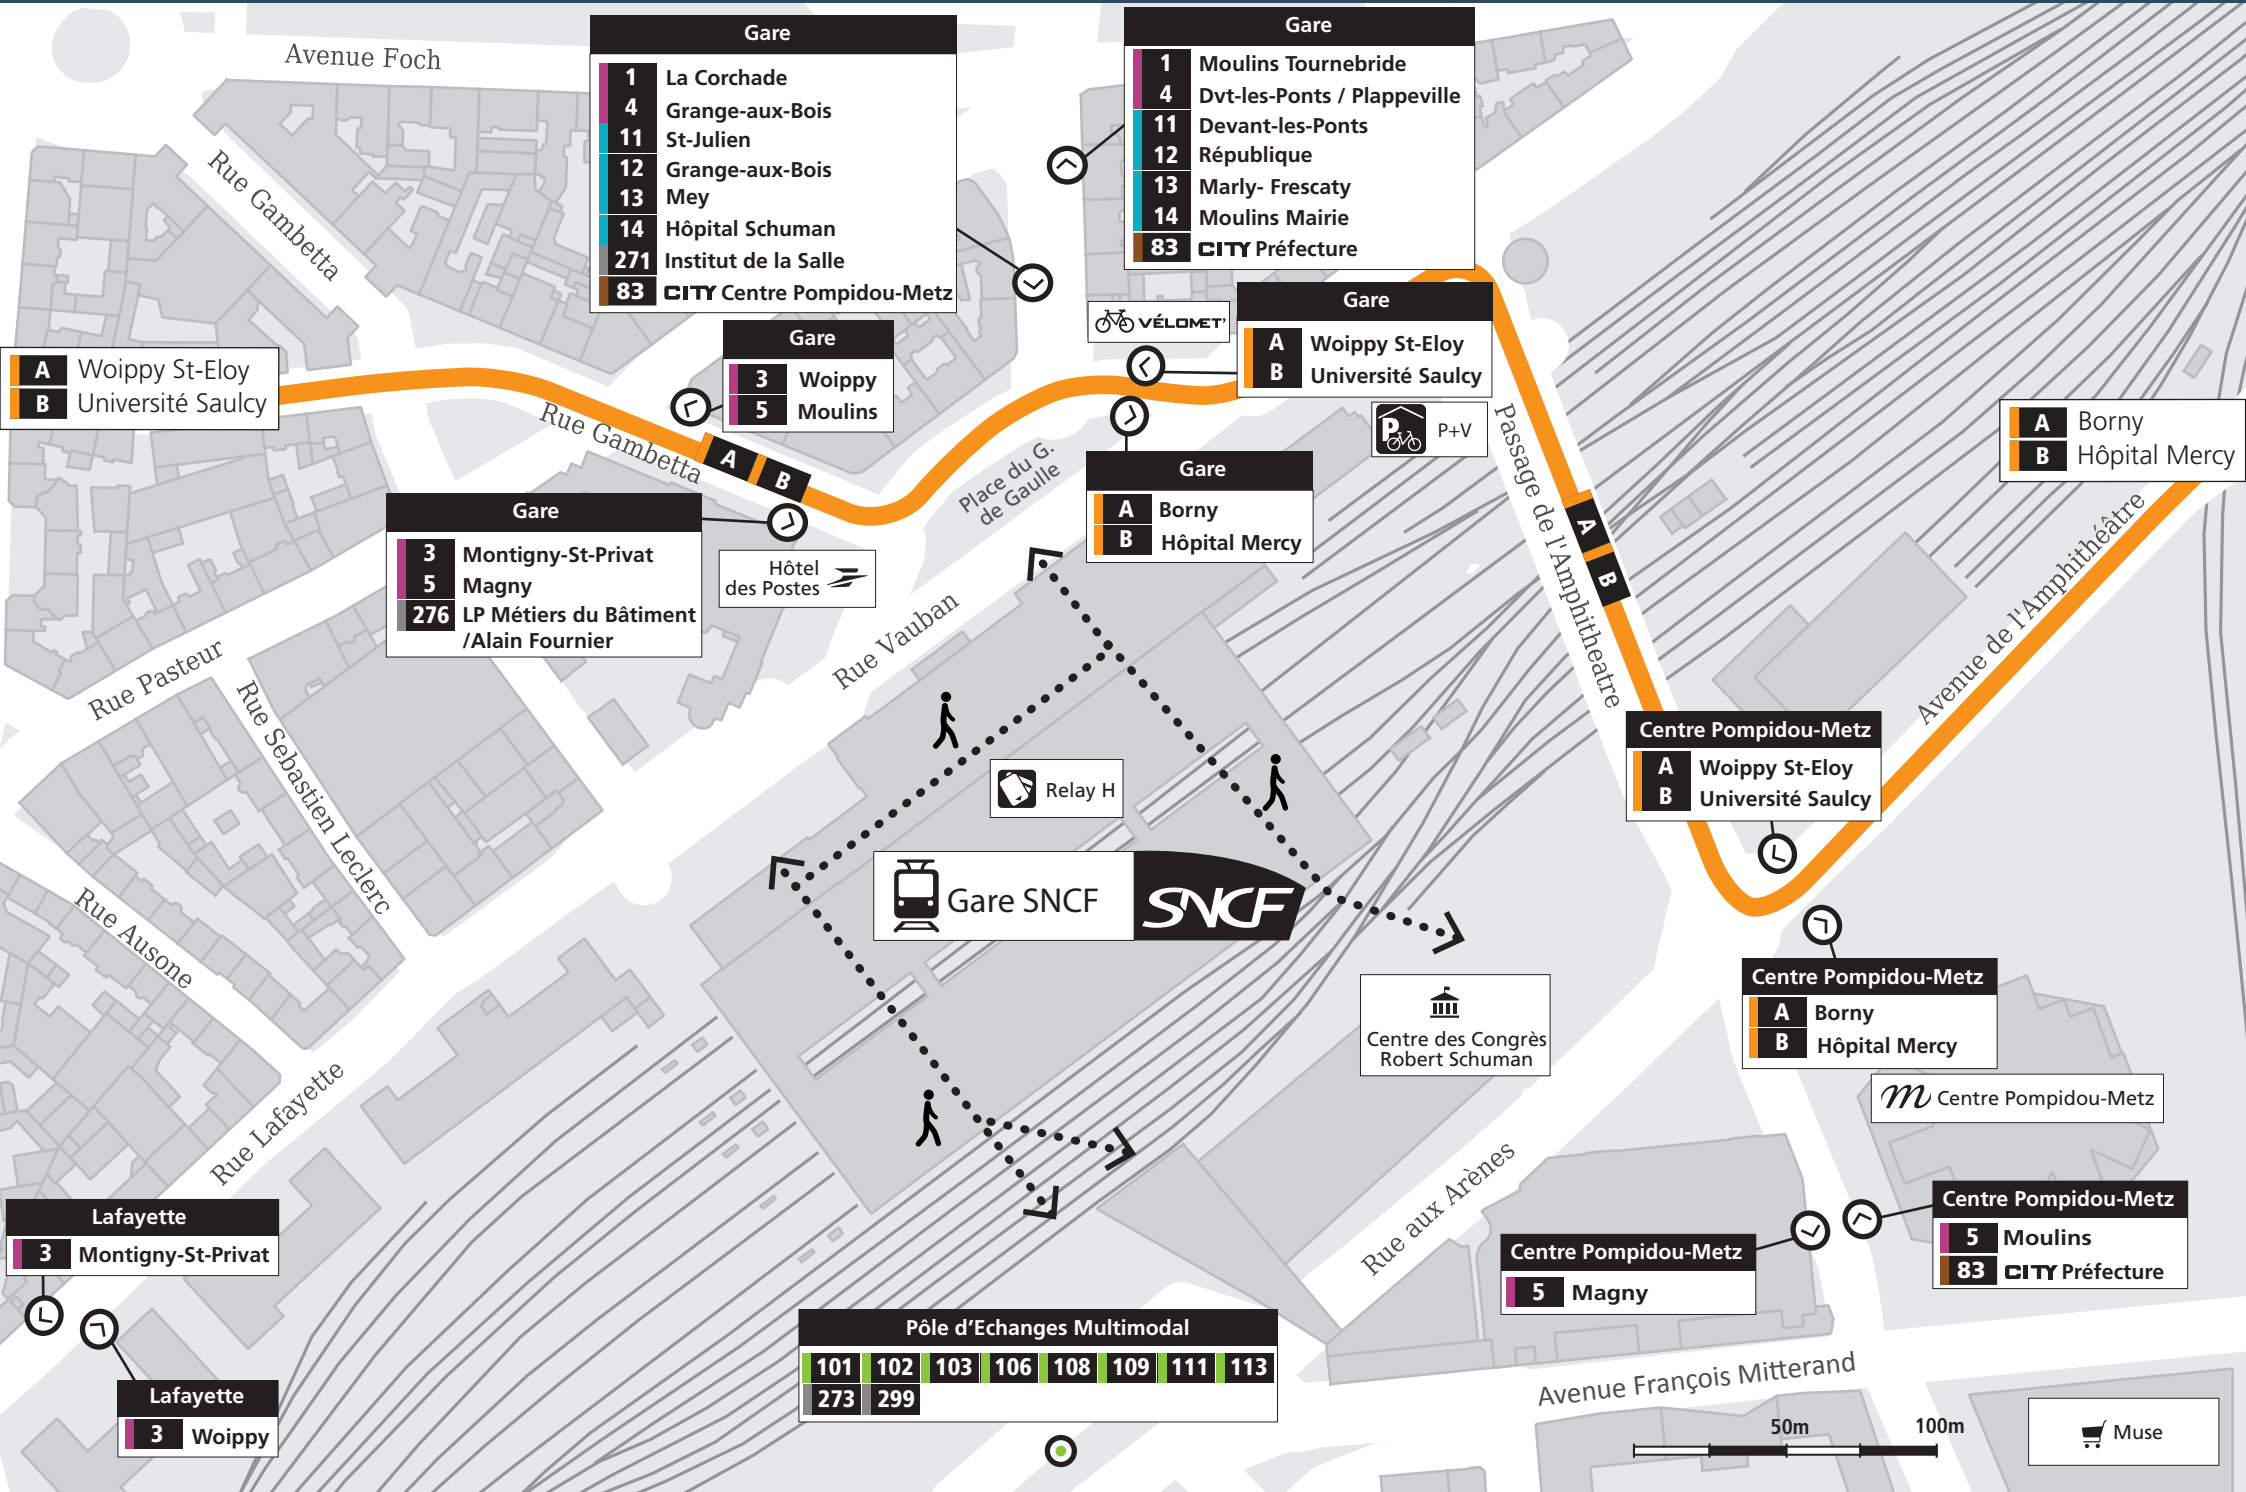 Avenue Foch
Rue Gambetta
Gare
1 La Corchade
4 Grange-aux-Bois
11 St-Julien
12 Grange-aux-Bois
13 Mey
14 Hôpital Schuman
271 Institut de la Salle
83 CITY Centre Pompidou-Metz
Gare
1 Moulins Tournebride
4 Dvt-les-Ponts / Plappeville
11 Devant-les-Ponts
12 République
13 Marly- Frescaty
14 Moulins Mairie
83 CITY Préfecture
VÉLOMET'
Gare
A Woippy St-Eloy
B Université Saulcy
Gare
3 Woippy
5 Moulins
A Woippy St-Eloy
B Université Saulcy
Rue Gambetta
A B
P P+V
Passage de l'Amphitheatre
A B
A Borny
B Hôpital Mercy
Place du G.
de Gaulle
Gare
A Borny
B Hôpital Mercy
Gare
3 Montigny-St-Privat
5 Magny
276 LP Métiers du Bâtiment
/Alain Fournier
Hôtel
des Postes
Rue Vauban
Rue Pasteur
Rue Sebastien Leclerc
Avenue de l'Amphithéâtre
Centre Pompidou-Metz
A Woippy St-Eloy
B Université Saulcy
Relay H
Gare SNCF
SNCF
Rue Ausone
Centre des Congrès
Robert Schuman
Centre Pompidou-Metz
A Borny
B Hôpital Mercy
m Centre Pompidou-Metz
Rue Lafayette
Rue aux Arènes
Lafayette
3 Montigny-St-Privat
Centre Pompidou-Metz
5 Magny
Centre Pompidou-Metz
5 Moulins
83 CITY Préfecture
Pôle d'Echanges Multimodal
101 102 103 106 108 109 111 113
273 299
Lafayette
3 Woippy
Avenue François Mitterand
50m 100m
Muse